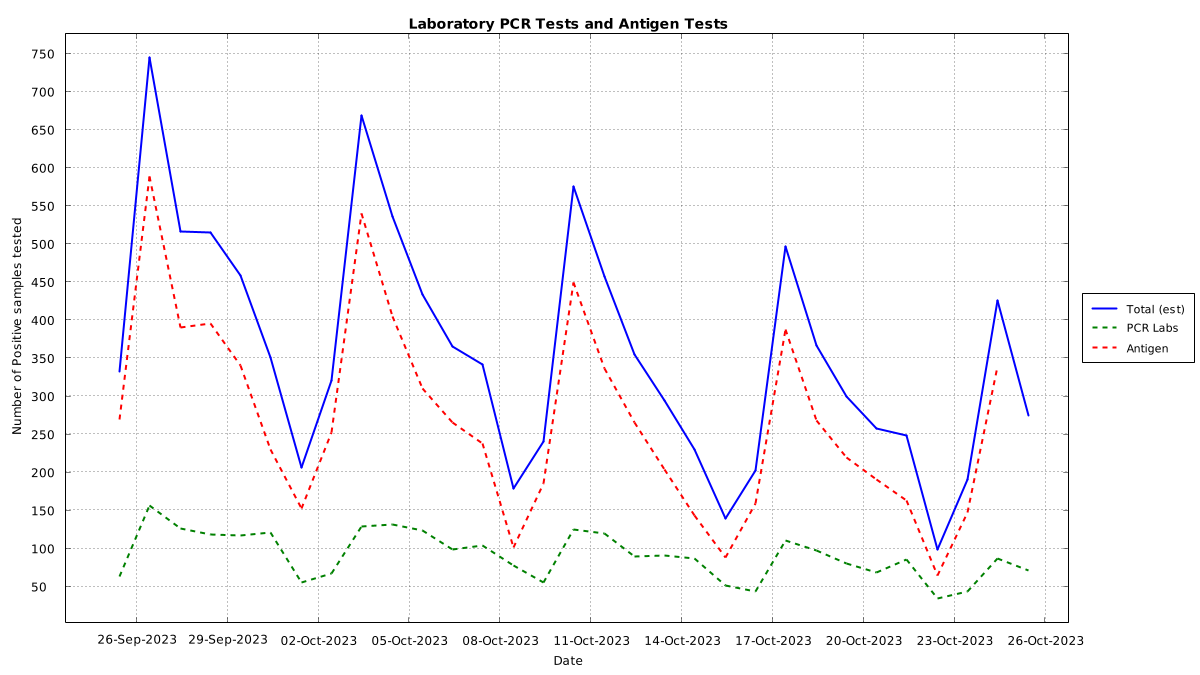 Laboratory PCR Tests and Antigen Tests
750
700
650
600
550
500
450
400
350
300
250
200
150
100
50
Number of Positive samples tested
26-Sep-2023 29-Sep-2023 02-Oct-2023 05-Oct-2023 08-Oct-2023 11-Oct-2023 14-Oct-2023 17-Oct-2023 20-Oct-2023 23-Oct-2023 26-Oct-2023
Date
Total (est)
PCR Labs
Antigen